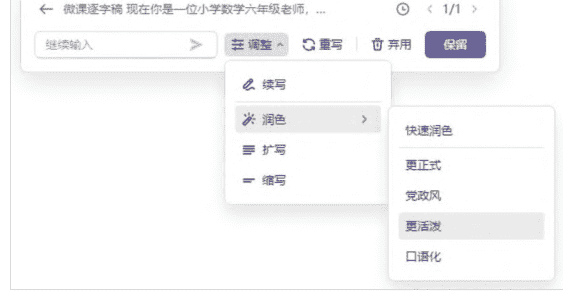 微课逐字稿 现在你是一位小学数学六年级老师，...
1/1
继续输入 调整 重写 弃用 保留
续写
润色
扩写
缩写
快速润色
更正式
党政风
更活泼
口语化